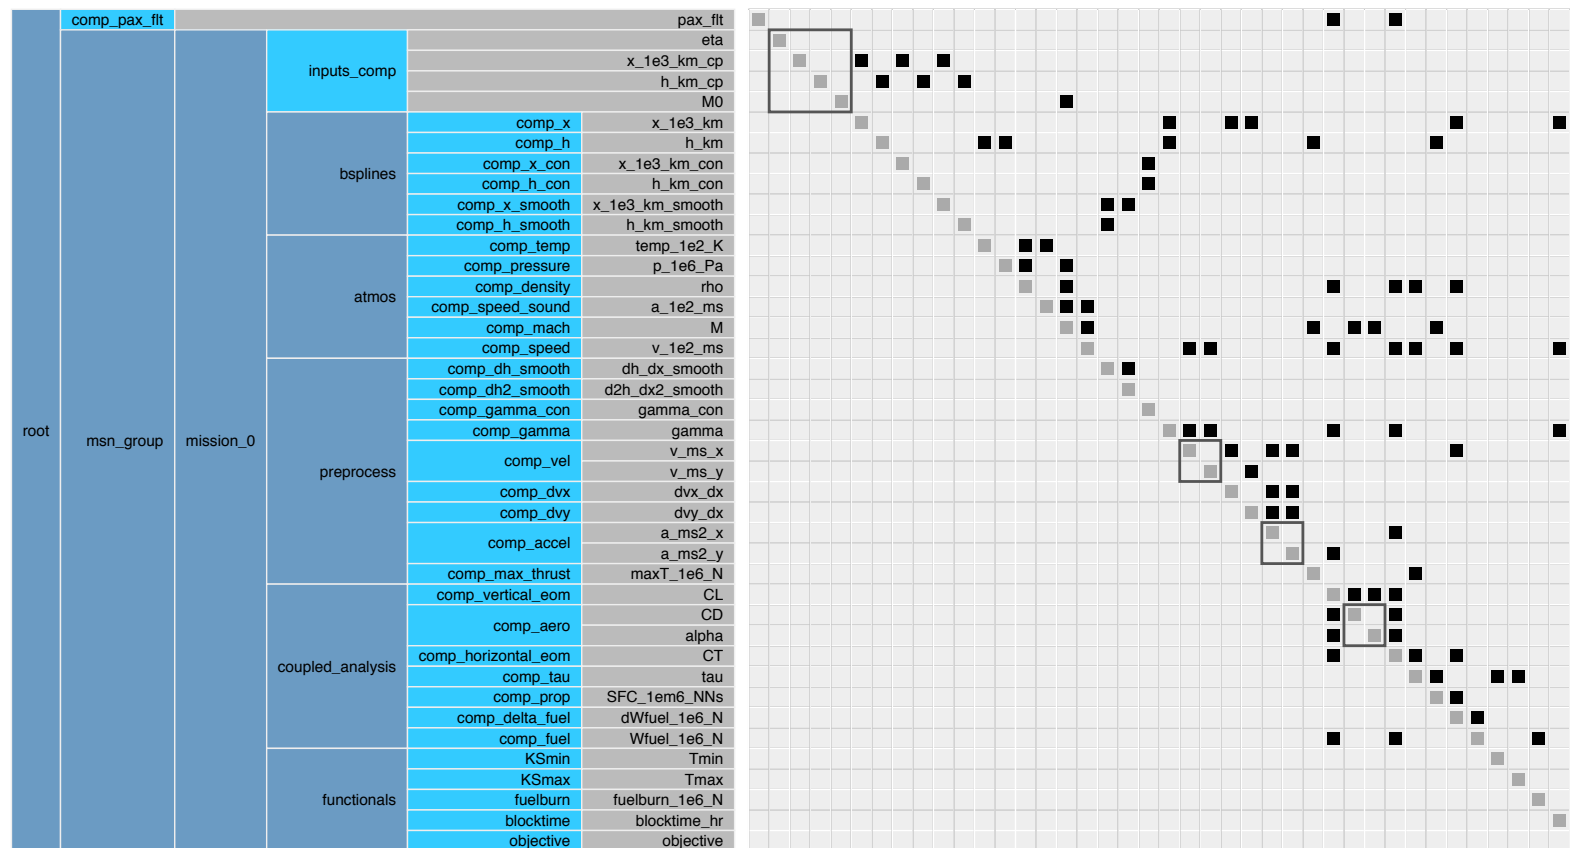 comp_pax_flt pax_flt
eta
x_1e3_km_cp
inputs_comp
h_km_cp
M0
comp_x x_1e3_km
comp_h h_km
comp_x_con x_1e3_km_con
bsplines
comp_h_con h_km_con
comp_x_smooth x_1e3_km_smooth
comp_h_smooth h_km_smooth
comp_temp temp_1e2_K
comp_pressure p_1e6_Pa
comp_density rho
atmos
comp_speed_sound a_1e2_ms
comp_mach M
comp_speed v_1e2_ms
comp_dh_smooth dh_dx_smooth
comp_dh2_smooth d2h_dx2_smooth
comp_gamma_con gamma_con
root msn_group mission_0
comp_gamma gamma
v_ms_x
comp_vel
preprocess
v_ms_y
comp_dvx dvx_dx
comp_dvy dvy_dx
a_ms2_x
comp_accel
a_ms2_y
comp_max_thrust maxT_1e6_N
comp_vertical_eom CL
CD
comp_aero
alpha
coupled_analysis
comp_horizontal_eom CT
comp_tau tau
comp_prop SFC_1em6_NNs
comp_delta_fuel dWfuel_1e6_N
comp_fuel Wfuel_1e6_N
KSmin Tmin
KSmax Tmax
functionals
fuelburn fuelburn_1e6_N
blocktime blocktime_hr
objective objective